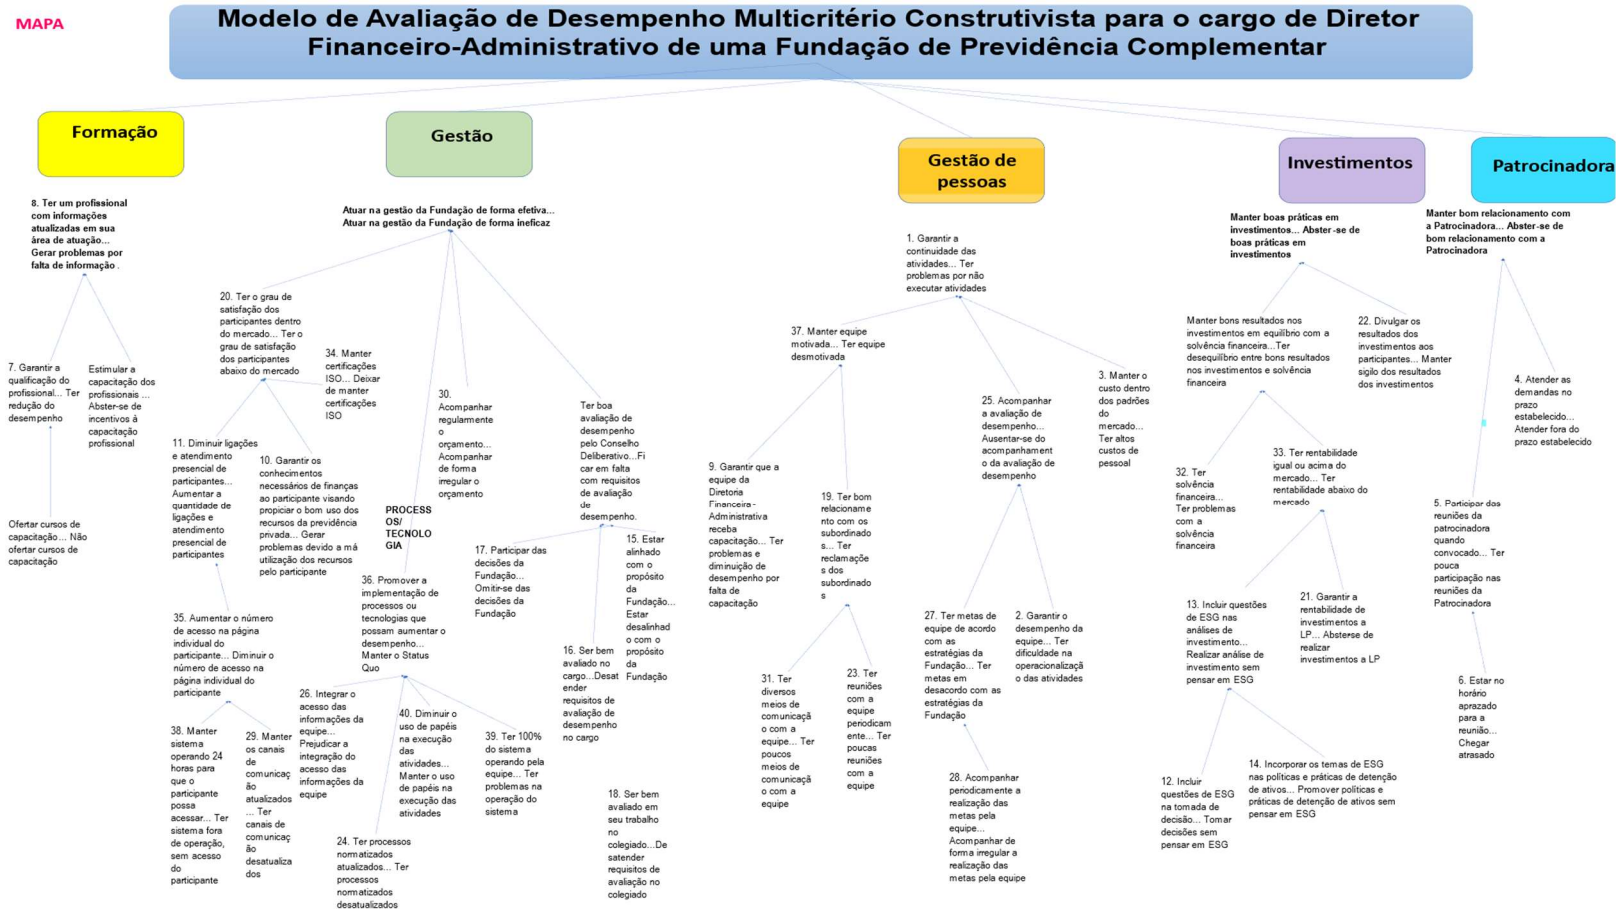 MAPA
Modelo de Avaliação de Desempenho Multicritério Construtivista para o cargo de Diretor
Financeiro-Administrativo de uma Fundação de Previdência Complementar
Formação
Gestão
Gestão de
pessoas
Investimentos
Patrocinadora
8. Ter um profissional
com informações
atualizadas em sua
área de atuação...
Gerar problemas por
falta de informação .
7. Garantir a
qualificação do
profissional... Ter
redução do
desempenho
Estimular a
capacitação dos
profissionais ...
Abster-se de
incentivos à
capacitação
profissional
Ofertar cursos de
capacitação... Não
ofertar cursos de
capacitação
Atuar na gestão da Fundação de forma efetiva...
Atuar na gestão da Fundação de forma ineficaz
20. Ter o grau de
satisfação dos
participantes dentro
do mercado... Ter o
grau de satisfação
dos participantes
abaixo do mercado
34. Manter
certificações
ISO... Deixar
de manter
certificações
ISO
11. Diminuir ligações
e atendimento
presencial de
participantes...
Aumentar a
quantidade de
ligações e
atendimento
presencial de
participantes
10. Garantir os
conhecimentos
necessários de finanças
ao participante visando
propiciar o bom uso dos
recursos da previdência
privada... Gerar
problemas devido a má
utilização dos recursos
pelo participante
35. Aumentar o número
de acesso na página
individual do
participante... Diminuir o
número de acesso na
página individual do
participante
38. Manter
sistema
operando 24
horas para
que o
participante
possa
acessar... Ter
sistema fora
de operação,
sem acesso
do
participante
29. Manter
os canais
de
comunicaç
ão
atualizados
... Ter
canais de
comunicaç
ão
desatualiza
dos
30.
Acompanhar
regularmente
o
orçamento...
Acompanhar
de forma
irregular o
orçamento
PROCESS
OS/
TECNOLO
GIA
36. Promover a
implementação de
processos ou
tecnologias que
possam aumentar o
desempenho...
Manter o Status
Quo
26. Integrar o
acesso das
informações da
equipe...
Prejudicar a
integração do
acesso das
informações da
equipe
40. Diminuir o
uso de papéis
na execução
das
atividades...
Manter o uso
de papéis na
execução das
atividades
39. Ter 100%
do sistema
operando pela
equipe... Ter
problemas na
operação do
sistema
24. Ter processos
normatizados
atualizados... Ter
processos
normatizados
desatualizados
Ter boa
avaliação de
desempenho
pelo Conselho
Deliberativo...Fi
car em falta
com requisitos
de avaliação
de
desempenho.
17. Participar das
decisões da
Fundação...
Omitir-se das
decisões da
Fundação
15. Estar
alinhado
com o
propósito
da
Fundação...
Estar
desalinhad
o com o
propósito
da
Fundação
16. Ser bem
avaliado no
cargo...Desat
ender
requisitos de
avaliação de
desempenho
no cargo
18. Ser bem
avaliado em
seu trabalho
no
colegiado...De
satender
requisitos de
avaliação no
colegiado
1. Garantir a
continuidade das
atividades... Ter
problemas por não
executar atividades
37. Manter equipe
motivada... Ter equipe
desmotivada
9. Garantir que a
equipe da
Diretoria
Financeira-
Administrativa
receba
capacitação... Ter
problemas e
diminuição de
desempenho por
falta de
capacitação
19. Ter bom
relacioname
nto com os
subordinado
s... Ter
reclamaçõe
s dos
subordinado
s
31. Ter
diversos
meios de
comunicaçã
o com a
equipe... Ter
poucos
meios de
comunicaçã
o com a
equipe
23. Ter
reuniões
com a
equipe
periodicam
ente... Ter
poucas
reuniões
com a
equipe
25. Acompanhar
a avaliação de
desempenho...
Ausentar-se do
acompanhament
o da avaliação de
desempenho
3. Manter o
custo dentro
dos padrões
do
mercado...
Ter altos
custos de
pessoal
27. Ter metas de
equipe de acordo
com as
estratégias da
Fundação... Ter
metas em
desacordo com as
estratégias da
Fundação
2. Garantir o
desempenho da
equipe... Ter
dificuldade na
operacionalizaçã
o das atividades
28. Acompanhar
periodicamente a
realização das
metas pela
equipe...
Acompanhar de
forma irregular a
realização das
metas pela equipe
Manter boas práticas em
investimentos... Abster-se de
boas práticas em
investimentos
Manter bons resultados nos
investimentos em equilíbrio com a
solvência financeira...Ter
desequilíbrio entre bons resultados
nos investimentos e solvência
financeira
22. Divulgar os
resultados dos
investimentos aos
participantes... Manter
sigilo dos resultados
dos investimentos
32. Ter
solvência
financeira...
Ter problemas
com a
solvência
financeira
33. Ter rentabilidade
igual ou acima do
mercado... Ter
rentabilidade abaixo do
mercado
13. Incluir questões
de ESG nas
análises de
investimento...
Realizar análise de
investimento sem
pensar em ESG
21. Garantir a
rentabilidade de
investimentos a
LP... Abster-se de
realizar
investimentos a LP
12. Incluir
questões de ESG
na tomada de
decisão... Tomar
decisões sem
pensar em ESG
14. Incorporar os temas de ESG
nas políticas e práticas de detenção
de ativos... Promover políticas e
práticas de detenção de ativos sem
pensar em ESG
Manter bom relacionamento com
a Patrocinadora... Abster-se de
bom relacionamento com a
Patrocinadora
4. Atender as
demandas no
prazo
estabelecido...
Atender fora do
prazo estabelecido
5. Participar das
reuniões da
patrocinadora
quando
convocado... Ter
pouca
participação nas
reuniões da
Patrocinadora
6. Estar no
horário
aprazado
para a
reunião...
Chegar
atrasado